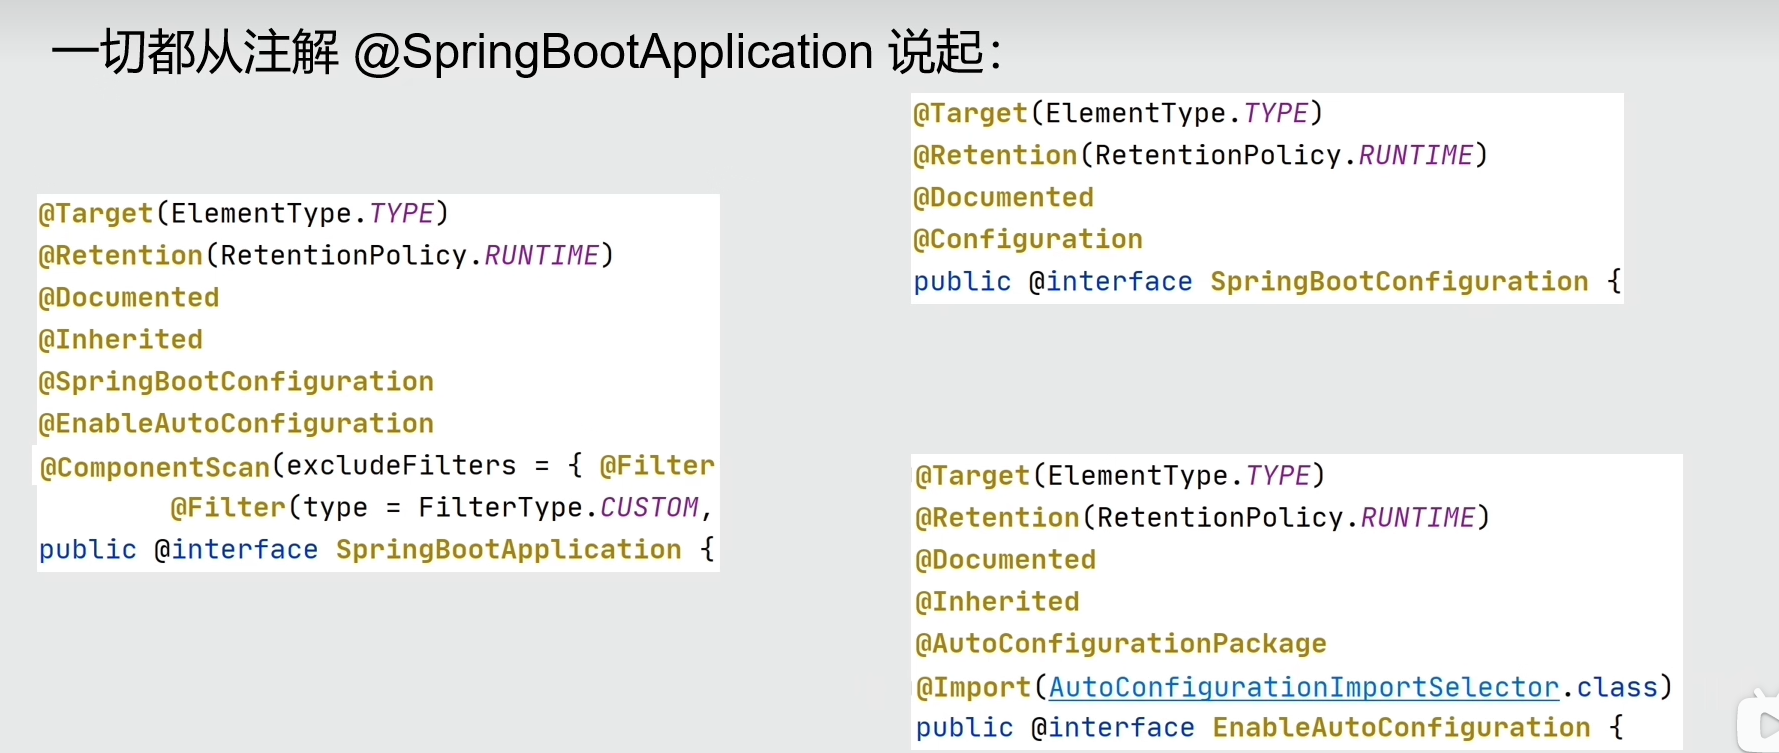 一切都从注解 @SpringBootApplication 说起：
@Target(ElementType.TYPE)
@Retention(RetentionPolicy.RUNTIME)
@Documented
@Inherited
@SpringBootConfiguration
@EnableAutoConfiguration
@ComponentScan(excludeFilters = { @Filter
@Filter(type = FilterType.CUSTOM,
public @interface SpringBootApplication {
@Target(ElementType.TYPE)
@Retention(RetentionPolicy.RUNTIME)
@Documented
@Configuration
public @interface SpringBootConfiguration {
@Target(ElementType.TYPE)
@Retention(RetentionPolicy.RUNTIME)
@Documented
@Inherited
@AutoConfigurationPackage
@Import(AutoConfigurationImportSelector.class)
public @interface EnableAutoConfiguration {